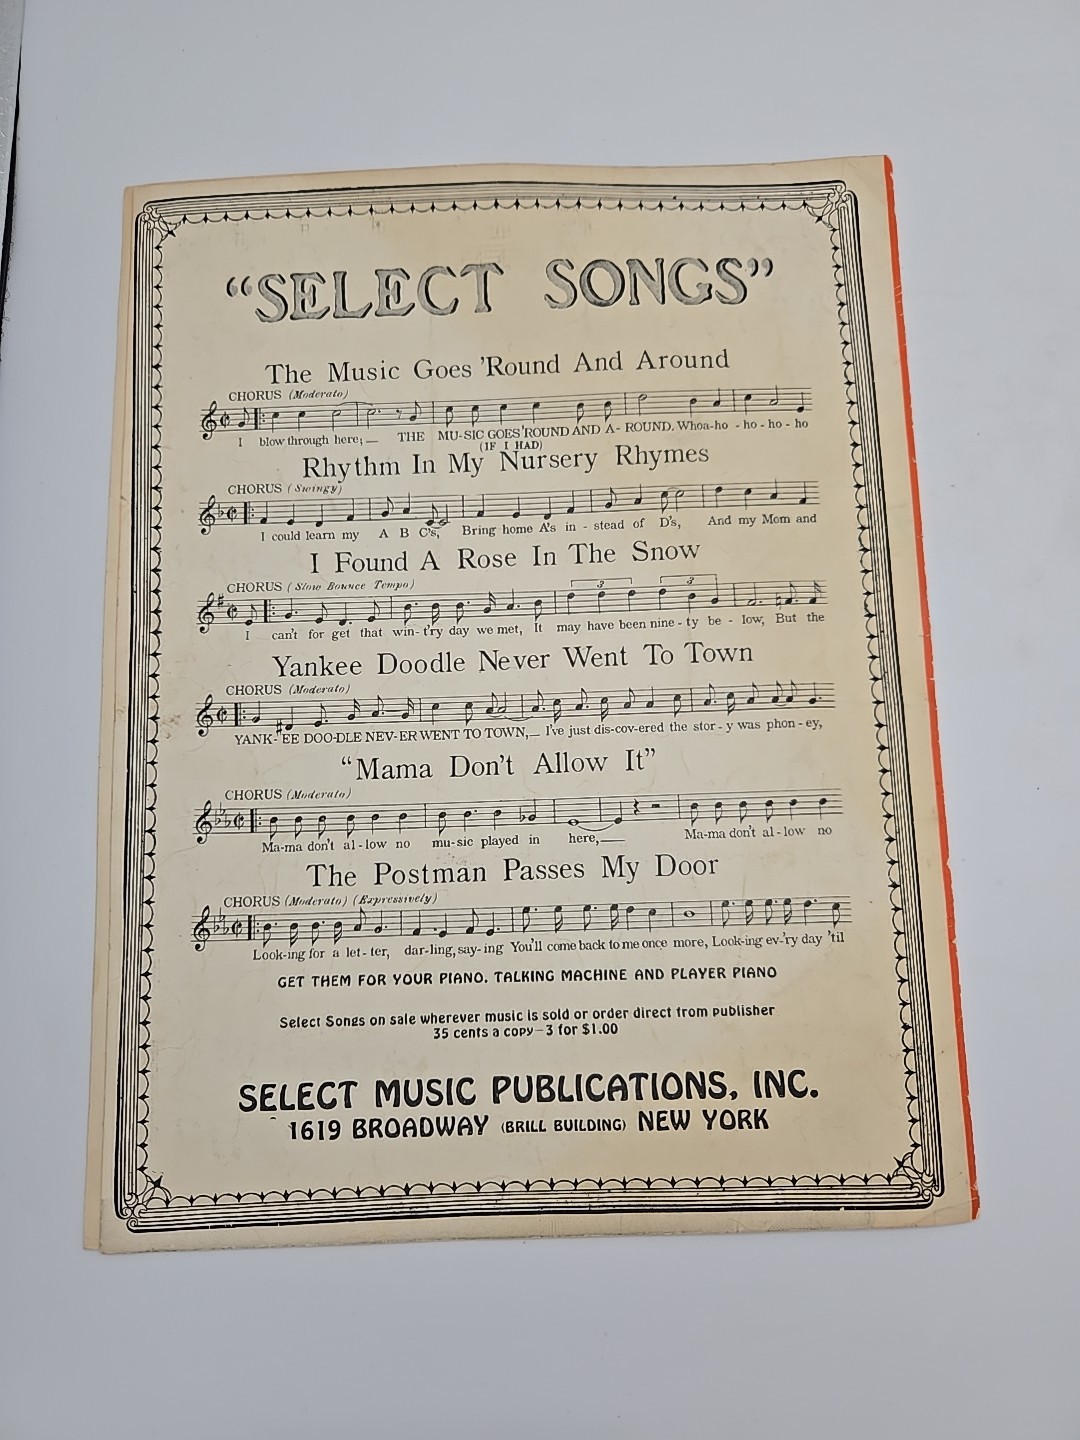 "SELECT SONGS"
The Music Goes 'Round And Around
CHORUS (Moderato)
I blow through here; THE MU-SIC GOES 'ROUND AND A-ROUND. Whoa-ho - ho - ho - ho
(IF I HAD)
Rhythm In My Nursery Rhymes
CHORUS (Swingy)
I could learn my A B C's, Bring home A's in - stead of D's, And my Mom and
I Found A Rose In The Snow
CHORUS (Slow Bounce Tempo)
3 3
I can't for get that win-t'ry day we met, It may have been nine - ty be - low, But the
Yankee Doodle Never Went To Town
CHORUS (Moderato)
YANK-EE DOO-DLE NEV-ER WENT TO TOWN, I've just dis-cov-ered the stor-y was phon-ey,
"Mama Don't Allow It"
CHORUS (Moderato)
Ma-ma don't al-low no mu-sic played in here, Ma-ma don't al-low no
The Postman Passes My Door
CHORUS (Moderato) (Expressively)
Look-ing for a let-ter, dar-ling, say-ing You'll come back to me once more, Look-ing ev-'ry day 'til
GET THEM FOR YOUR PIANO, TALKING MACHINE AND PLAYER PIANO
Select Songs on sale wherever music is sold or order direct from publisher
35 cents a copy—3 for $1.00
SELECT MUSIC PUBLICATIONS, INC.
1619 BROADWAY (BRILL BUILDING) NEW YORK